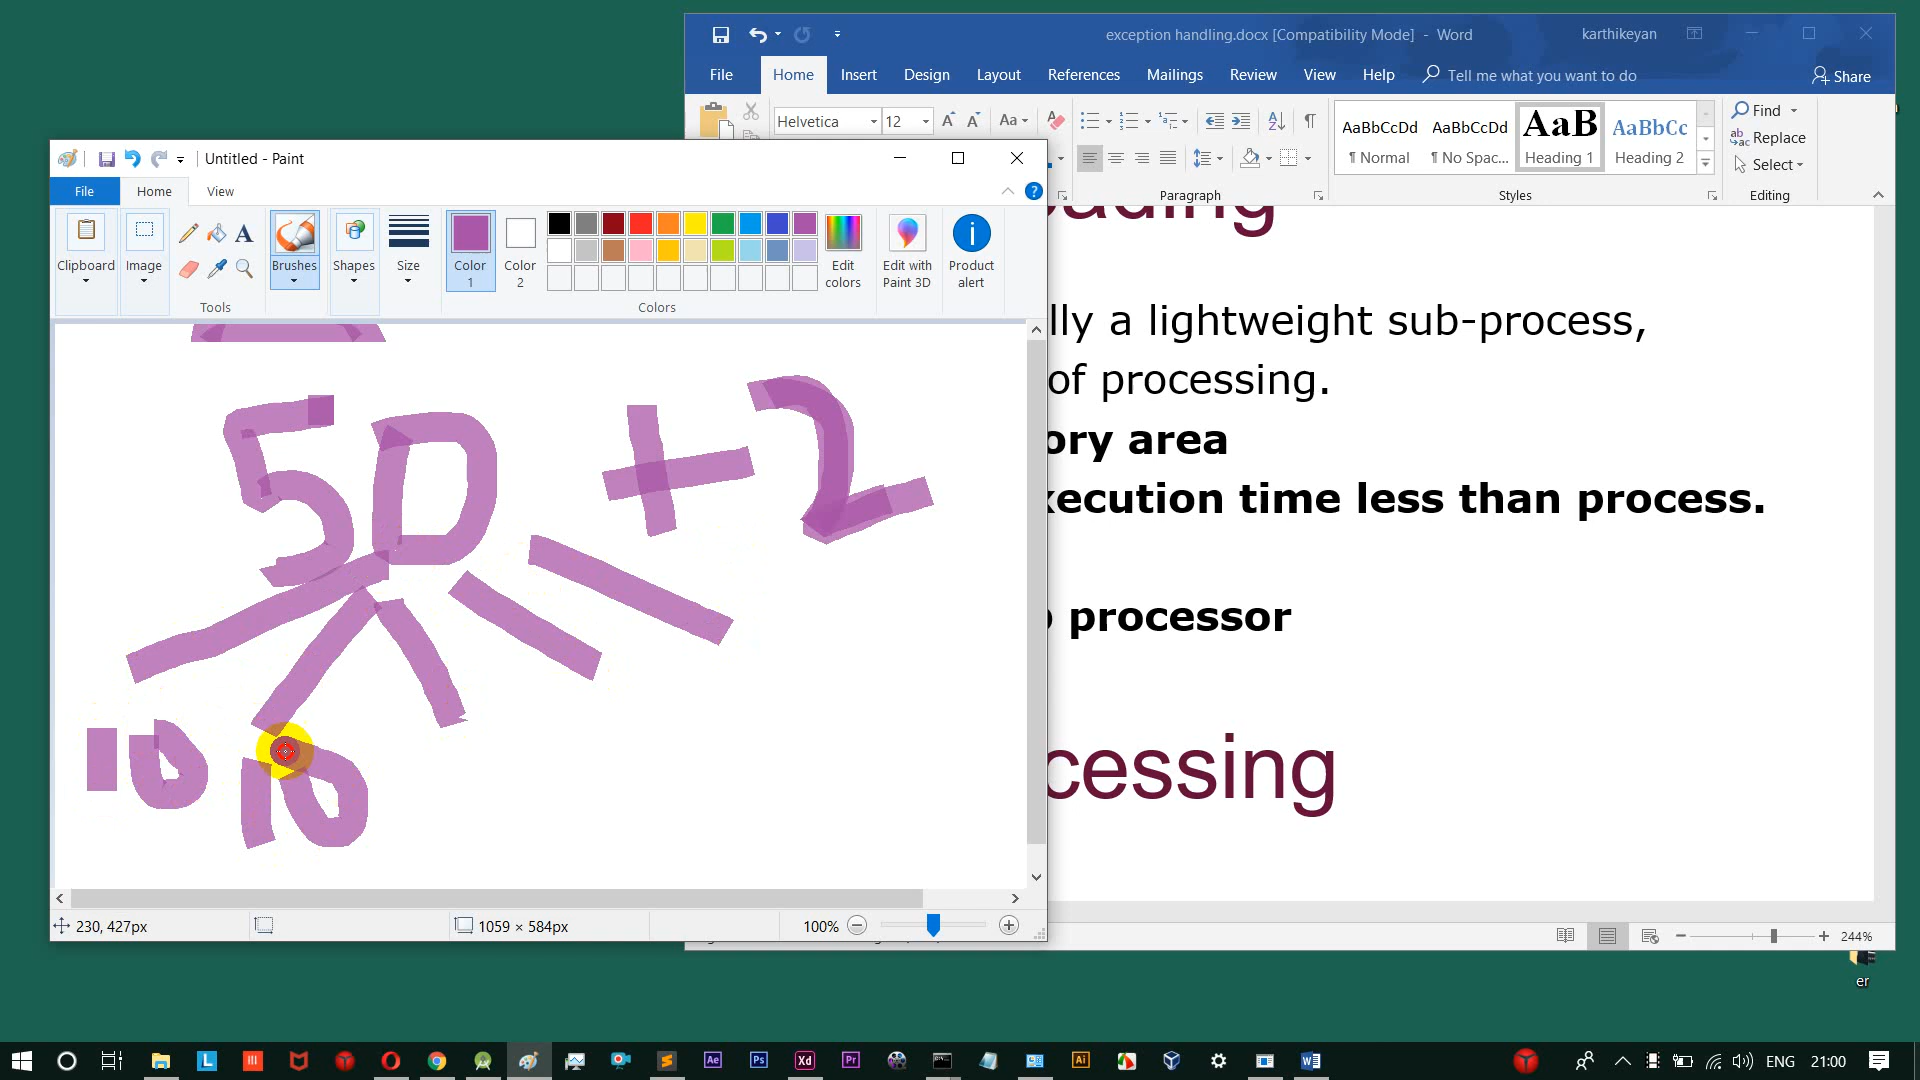 exception handling.docx [Compatibility Mode] - Word
karthikeyan
File Home Insert Design Layout References Mailings Review View Help Tell me what you want to do Share
Helvetica 12 Aa
AaBbCcDd AaBbCcDd AaB AaBbCc
¶ Normal ¶ No Spac... Heading 1 Heading 2
Find
Replace
Select
Paragraph Styles Editing
Untitled - Paint
File Home View
Clipboard Image Brushes Shapes Size Color 1 Color 2 Edit colors Edit with Paint 3D Product alert
Tools Colors
lly a lightweight sub-process,
of processing.
ory area
xecution time less than process.
processor
cessing
50 + 2
10 10
230, 427px 1059 × 584px 100%
244%
er
ENG 21:00